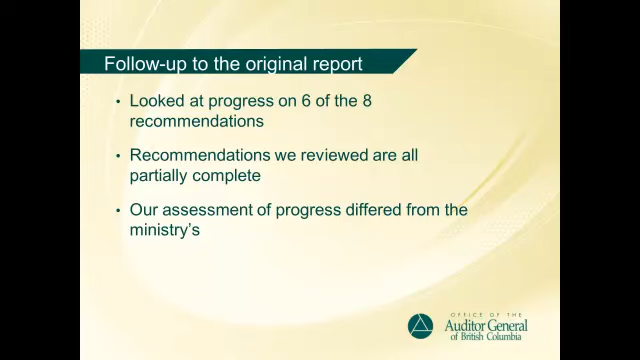 Follow-up to the original report
• Looked at progress on 6 of the 8
recommendations
• Recommendations we reviewed are all
partially complete
• Our assessment of progress differed from the
ministry's
OFFICE OF THE
Auditor General
of British Columbia